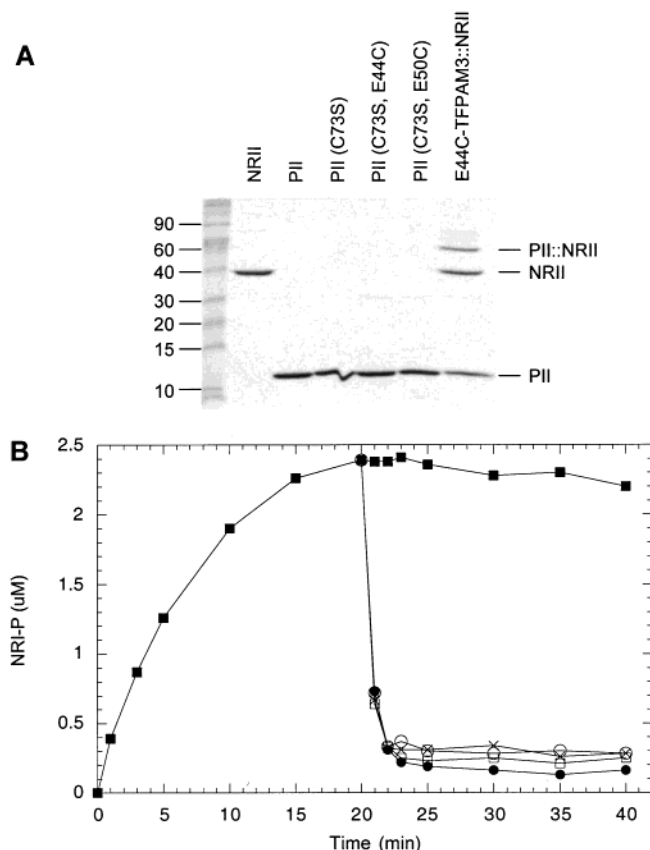 A
NRII
PII
PII (C73S)
PII (C73S, E44C)
PII (C73S, E50C)
E44C-TFPAM3::NRII
90
60
40
30
20
15
10
PII::NRII
NRII
PII
B
NRI-P (uM)
2.5
2
1.5
1
0.5
0
0 5 10 15 20 25 30 35 40
Time (min)